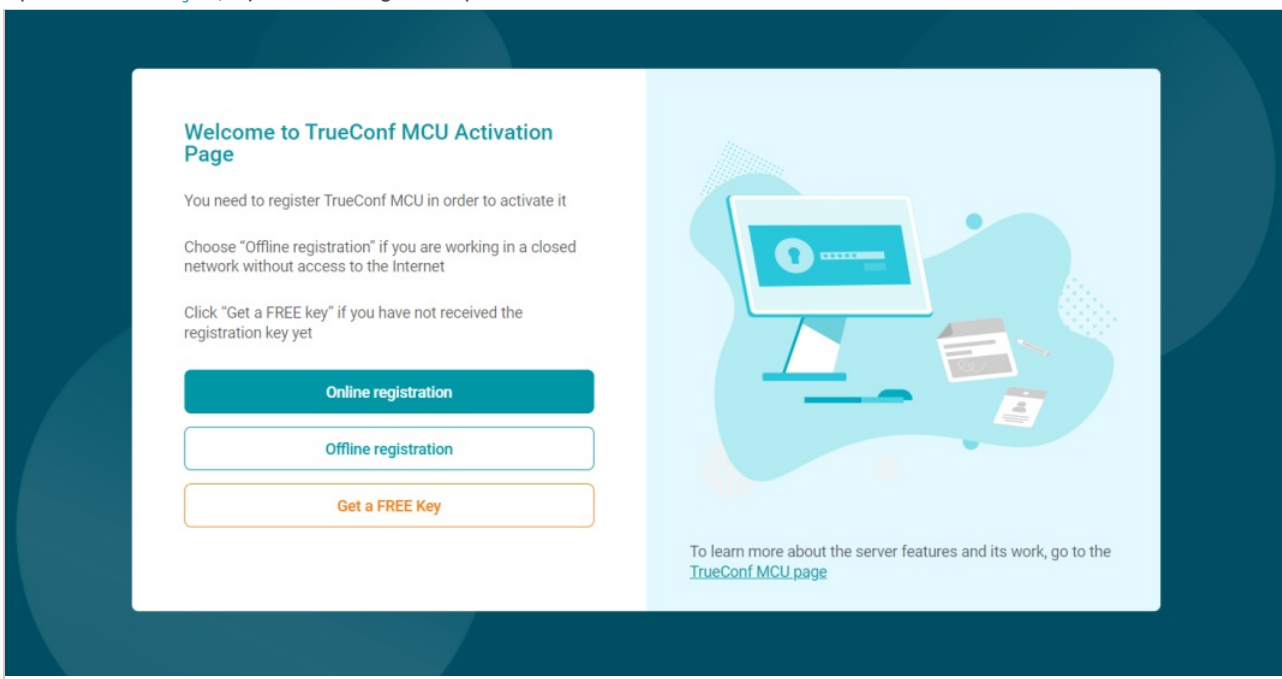 Welcome to TrueConf MCU Activation
Page
You need to register TrueConf MCU in order to activate it
Choose “Offline registration” if you are working in a closed
network without access to the Internet
Click “Get a FREE key” if you have not received the
registration key yet
Online registration
Offline registration
Get a FREE Key
To learn more about the server features and its work, go to the
TrueConf MCU page